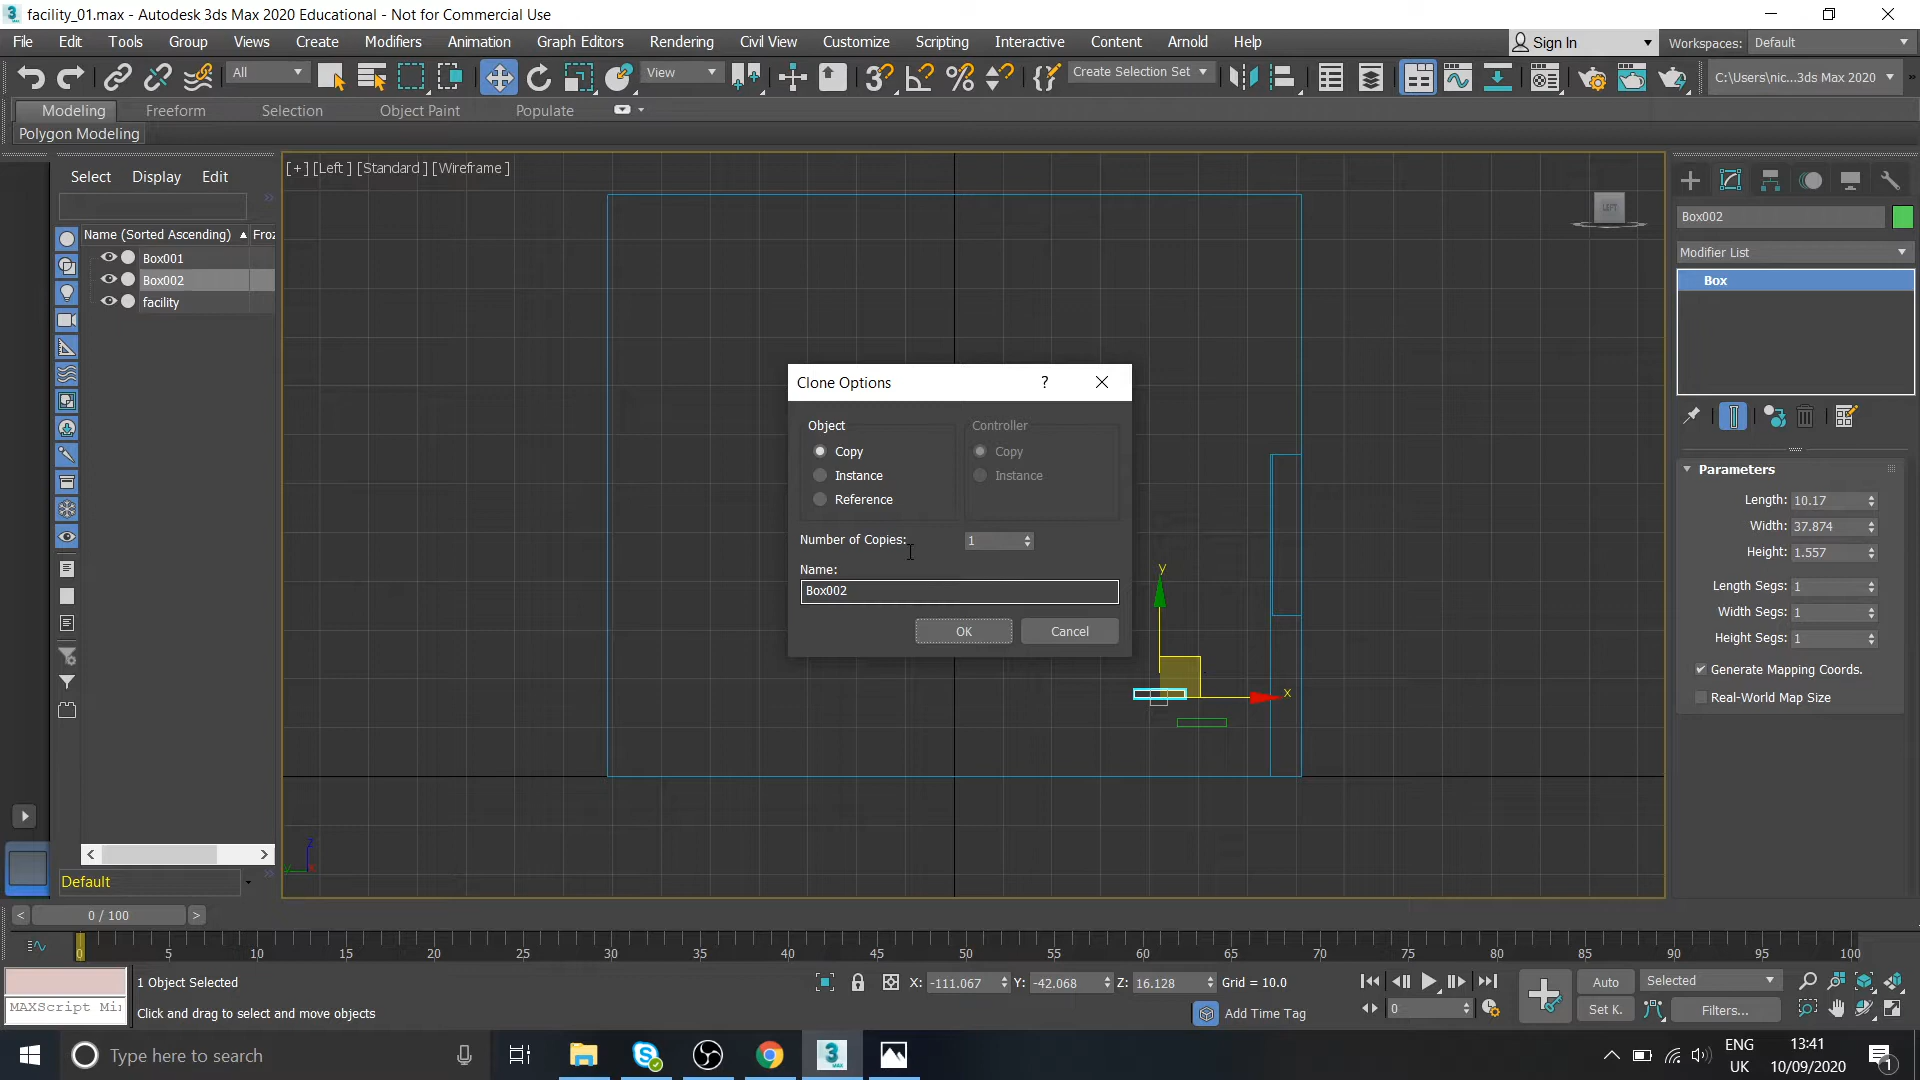 facility_01.max - Autodesk 3ds Max 2020 Educational - Not for Commercial Use
File Edit Tools Group Views Create Modifiers Animation Graph Editors Rendering Civil View Customize Scripting Interactive Content Arnold Help
Sign In
Workspaces: Default
All
View
Create Selection Set
C:\Users\nic...3ds Max 2020
Modeling Freeform Selection Object Paint Populate
Polygon Modeling
Select Display Edit
Name (Sorted Ascending) Froz
Box001
Box002
facility
Default
[+] [Left] [Standard] [Wireframe]
LEFT
Clone Options
?
Object
Copy
Instance
Reference
Controller
Copy
Instance
Number of Copies: 1
Name:
Box002
OK Cancel
y
x
z
Box002
Modifier List
Box
Parameters
Length: 10.17
Width: 37.874
Height: 1.557
Length Segs: 1
Width Segs: 1
Height Segs: 1
Generate Mapping Coords.
Real-World Map Size
< 0 / 100 >
0 5 10 15 20 25 30 35 40 45 50 55 60 65 70 75 80 85 90 95 100
1 Object Selected
X: -111.067 Y: -42.068 Z: 16.128 Grid = 10.0
Auto Selected
MAXScript Mi
Click and drag to select and move objects
Add Time Tag
0
Set K. Filters...
Type here to search
3
MAX
ENG
UK
13:41
10/09/2020
1